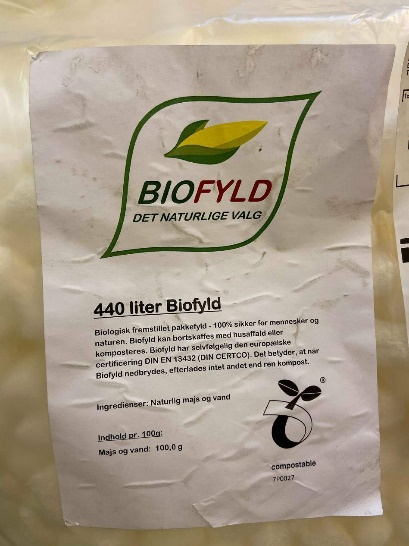 BIOFYLD
DET NATURLIGE VALG
440 liter Biofyld
Biologisk fremstillet pakkefyld - 100% sikker for mennesker og
naturen. Biofyld kan bortskaffes med husaffald eller
komposteres. Biofyld har selvfølgelig den europæiske
certificering DIN EN 13432 (DIN CERTCO). Det betyder, at når
Biofyld nedbrydes, efterlades intet andet end ren kompost.
Ingredienser: Naturlig majs og vand
Indhold pr. 100g:
Majs og vand: 100,0 g
®
compostable
7P0027